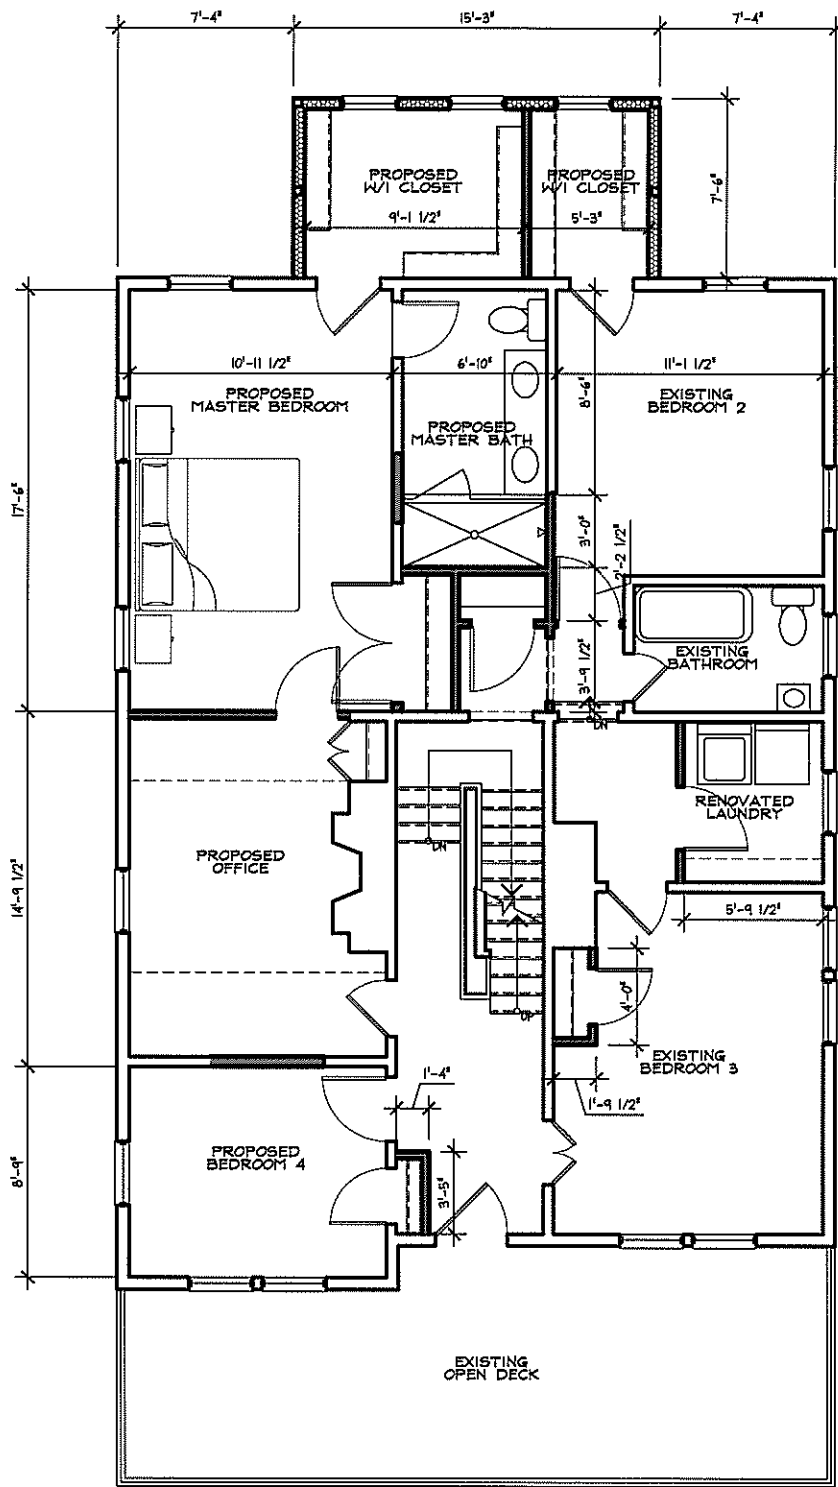 7'-4"
15'-3"
7'-4"
PROPOSED
W/I CLOSET
PROPOSED
W/I CLOSET
7'-6"
9'-1 1/2"
5'-3"
10'-11 1/2"
6'-10"
11'-1 1/2"
PROPOSED
MASTER BEDROOM
8'-6"
EXISTING
BEDROOM 2
PROPOSED
MASTER BATH
17'-6"
3'-0"
2'-2 1/2"
EXISTING
BATHROOM
3'-9 1/2"
DN
RENOVATED
LAUNDRY
DN
PROPOSED
OFFICE
14'-9 1/2"
5'-9 1/2"
4'-0"
UP
EXISTING
BEDROOM 3
1'-4"
1'-9 1/2"
PROPOSED
BEDROOM 4
8'-9"
3'-5"
EXISTING
OPEN DECK